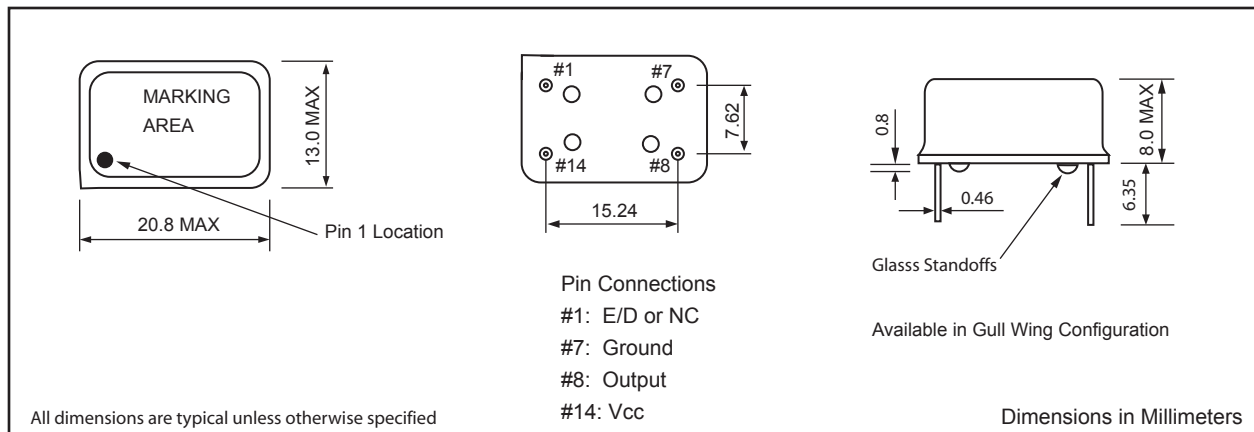 MARKING
AREA
13.0 MAX
20.8 MAX
Pin 1 Location
#1
#7
#14
#8
7.62
15.24
Pin Connections
#1: E/D or NC
#7: Ground
#8: Output
#14: Vcc
0.8
8.0 MAX
0.46
6.35
Glasss Standoffs
Available in Gull Wing Configuration
All dimensions are typical unless otherwise specified
Dimensions in Millimeters